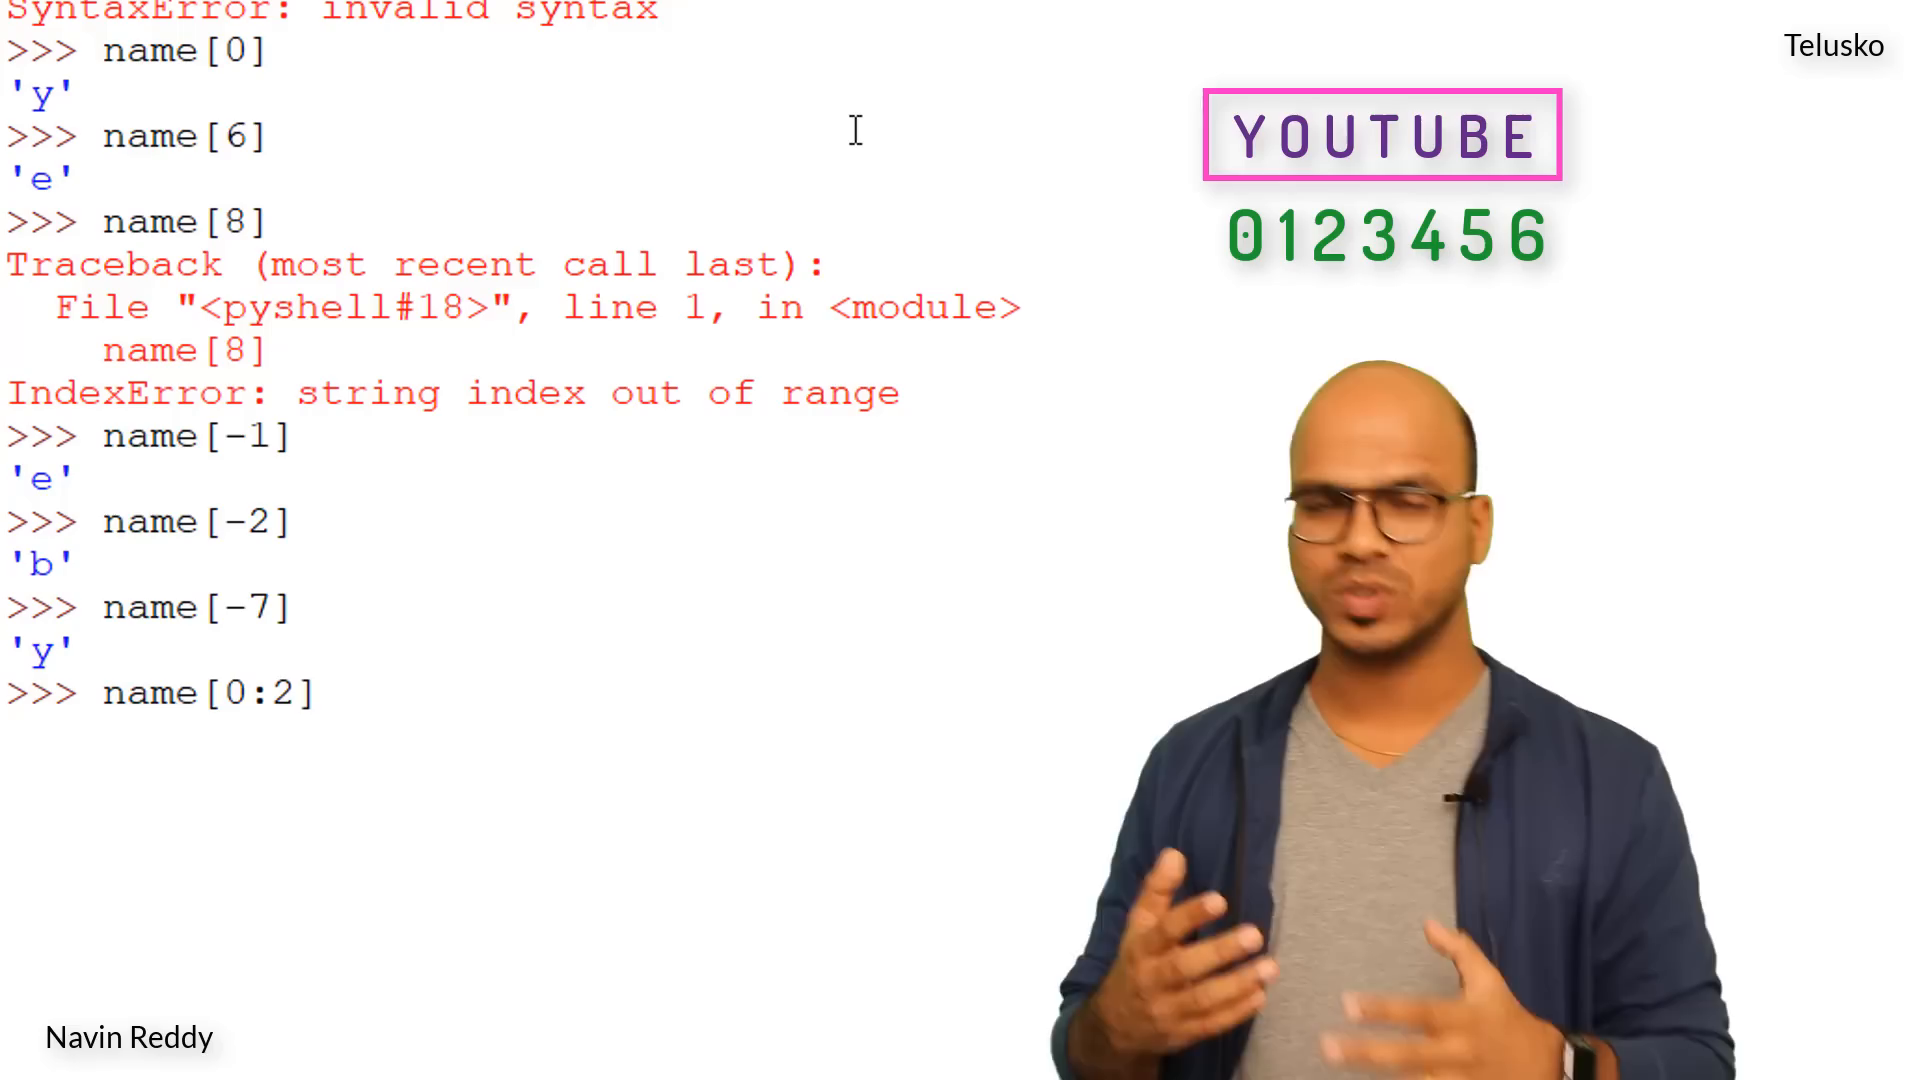 SyntaxError: invalid syntax
>>> name[0]
'y'
>>> name[6]
'e'
>>> name[8]
Traceback (most recent call last):
  File "<pyshell#18>", line 1, in <module>
    name[8]
IndexError: string index out of range
>>> name[-1]
'e'
>>> name[-2]
'b'
>>> name[-7]
'y'
>>> name[0:2]
Telusko
YOUTUBE
0123456
Navin Reddy